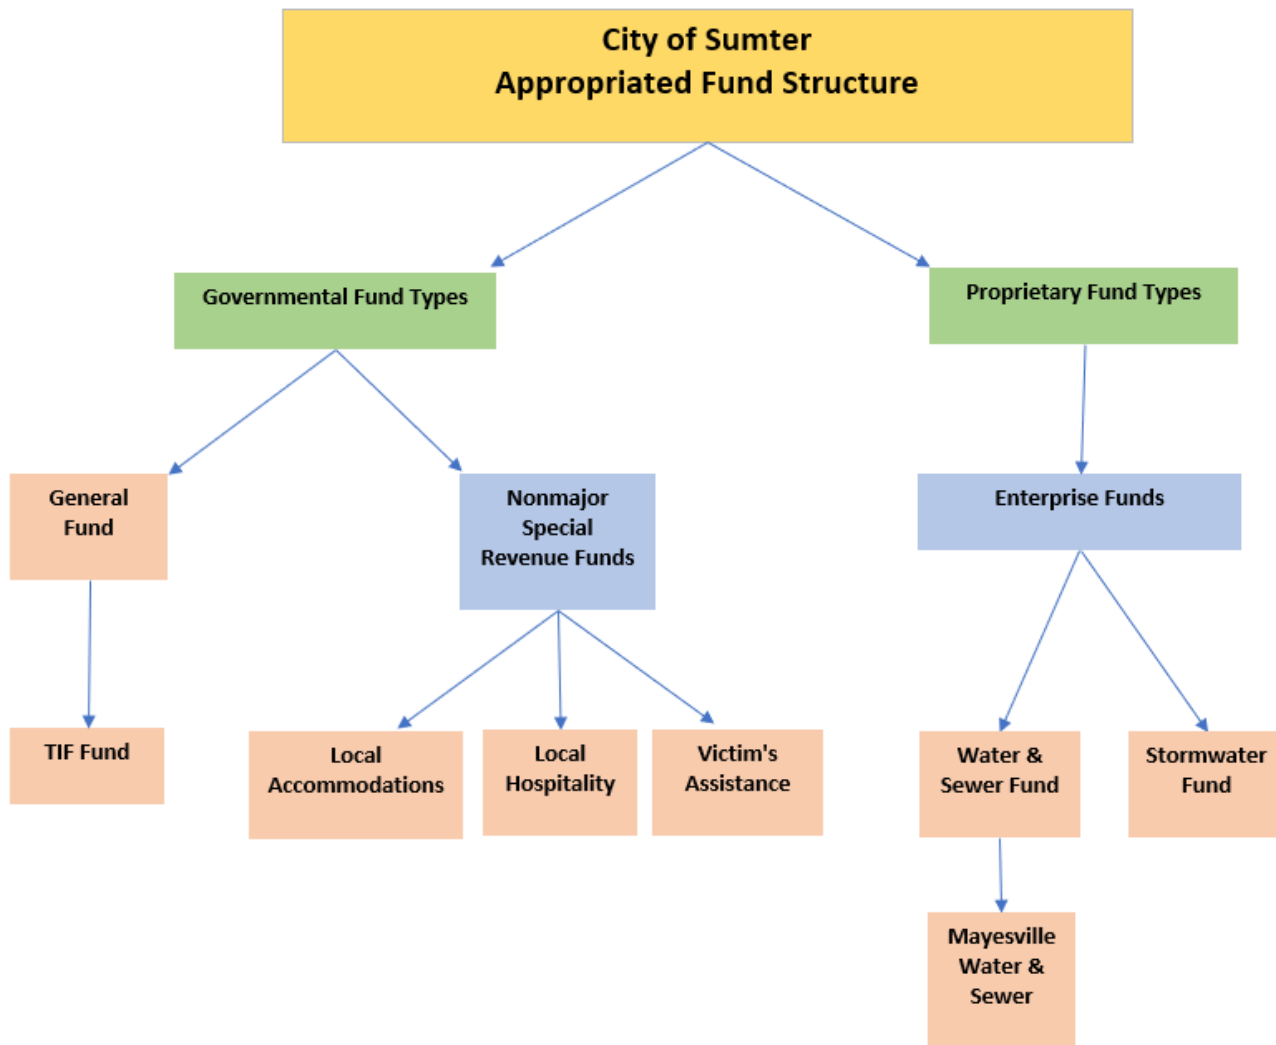 City of Sumter
Appropriated Fund Structure
Governmental Fund Types
Proprietary Fund Types
General
Fund
Nonmajor
Special
Revenue Funds
Enterprise Funds
TIF Fund
Local
Accommodations
Local
Hospitality
Victim's
Assistance
Water &
Sewer Fund
Stormwater
Fund
Mayesville
Water &
Sewer